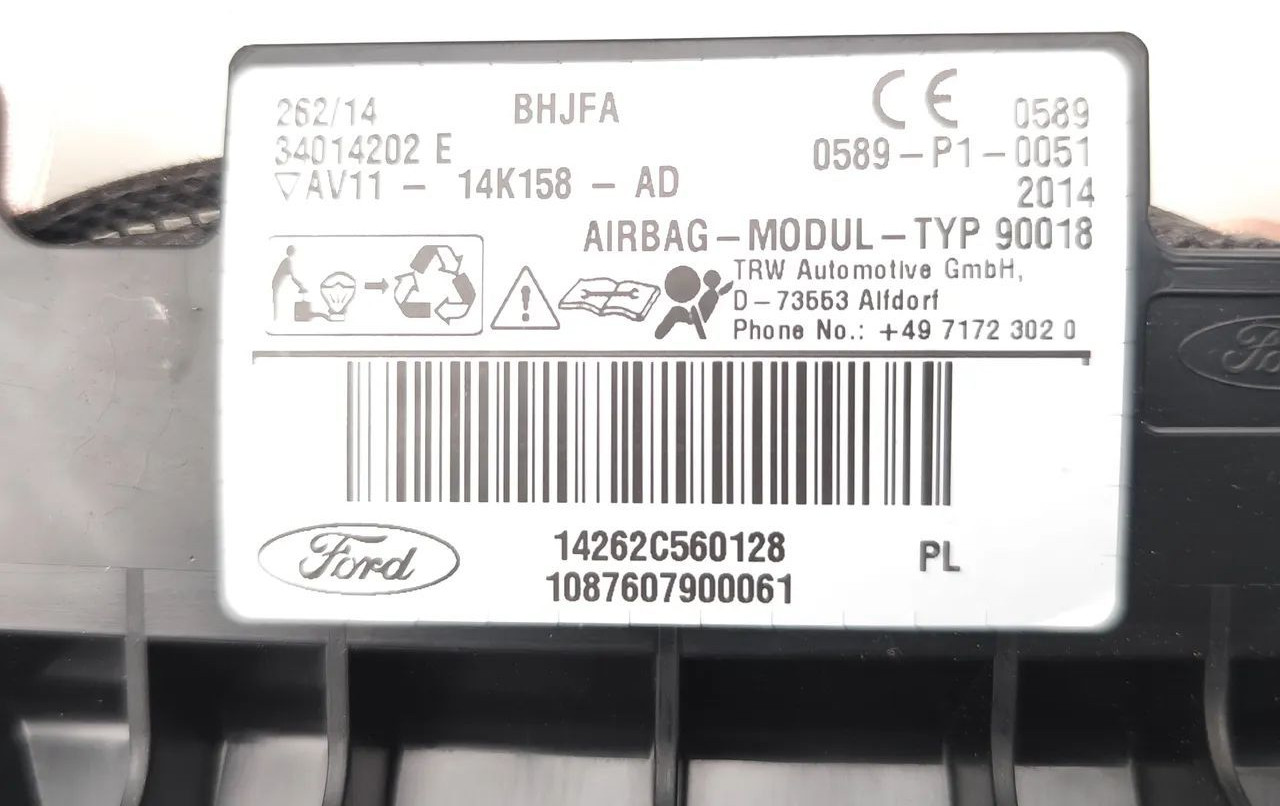 262/14 BHJFA CE 0589
34014202 E 0589-P1-0051
▽AV11 - 14K158 - AD 2014
AIRBAG-MODUL-TYP 90018
TRW Automotive GmbH,
D-73553 Alfdorf
Phone No.: +49 7172 302 0
Ford
14262C560128 PL
1087607900061